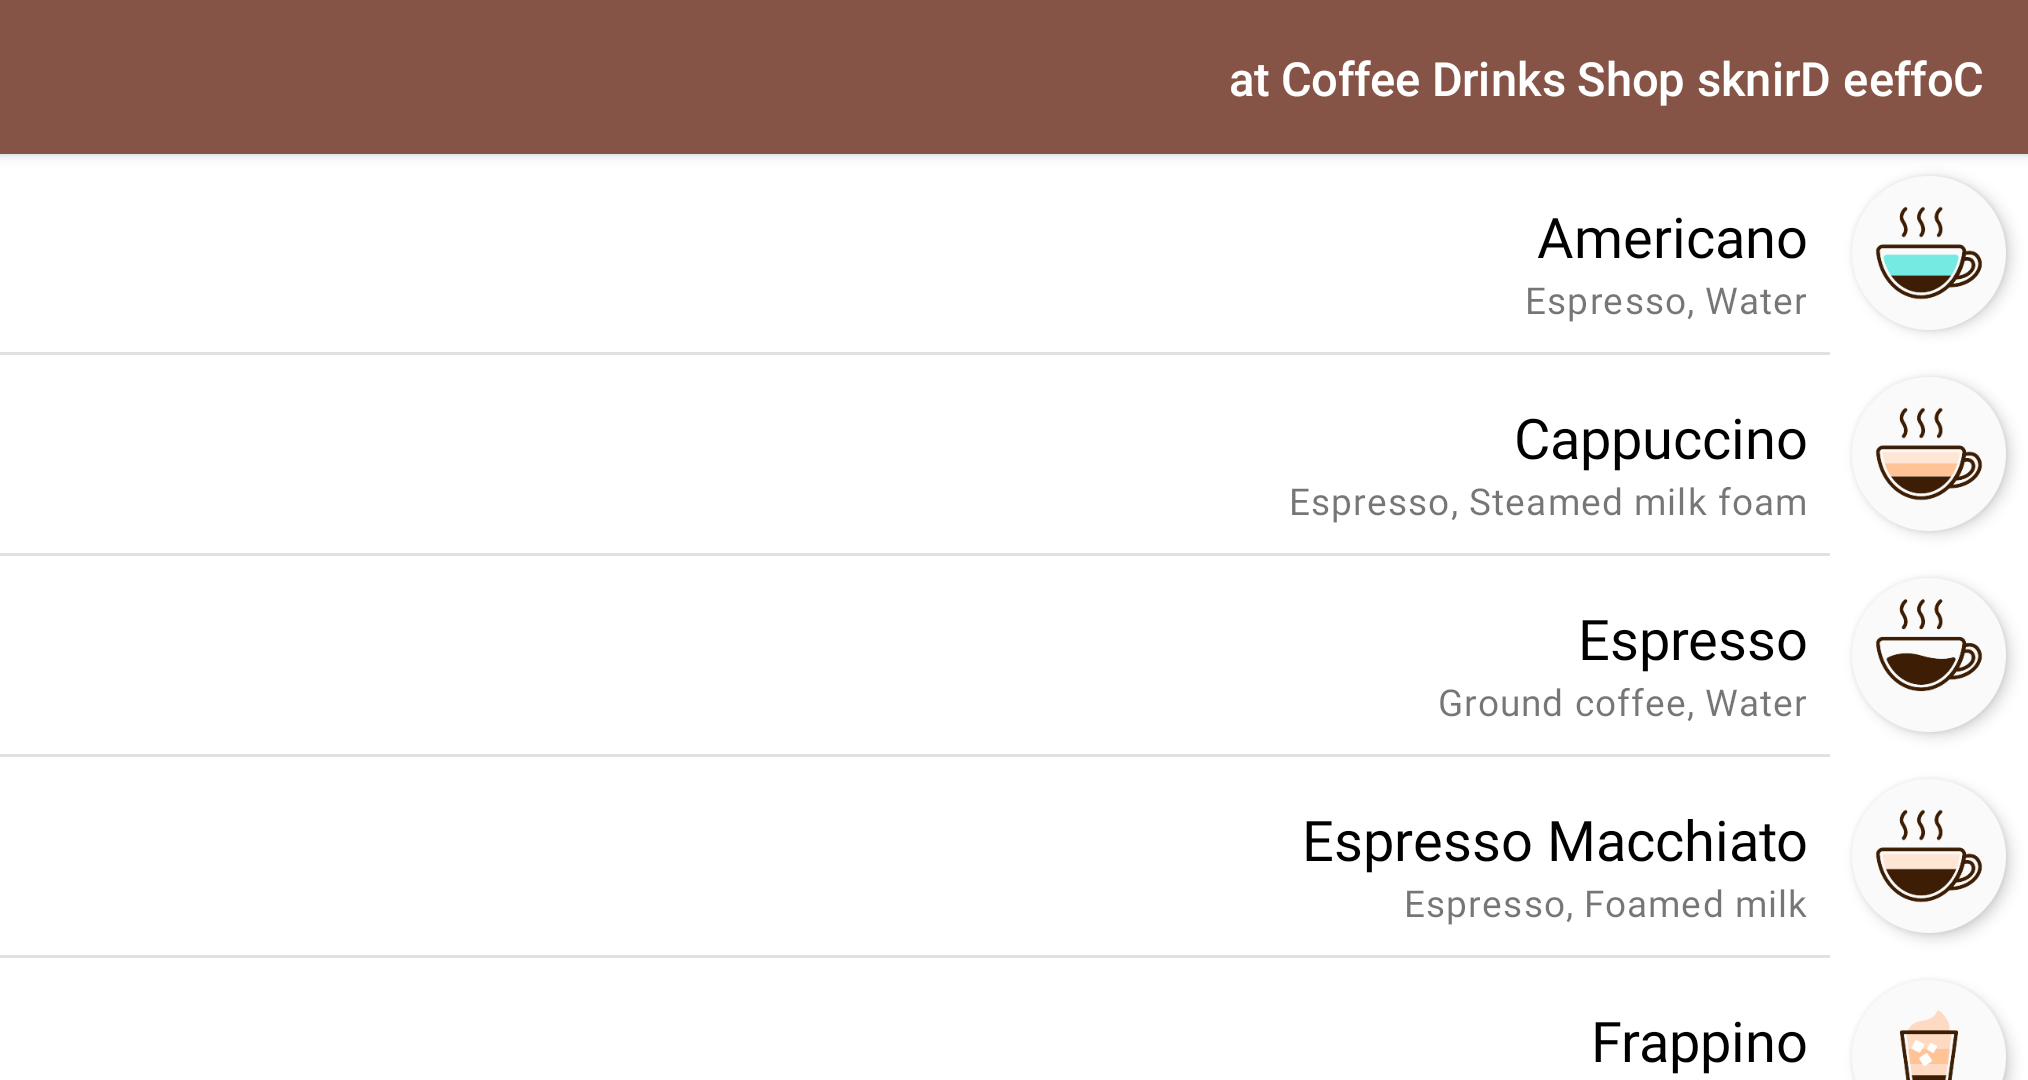 at Coffee Drinks Shop sknirD eeffoC
Americano
Espresso, Water
Cappuccino
Espresso, Steamed milk foam
Espresso
Ground coffee, Water
Espresso Macchiato
Espresso, Foamed milk
Frappino